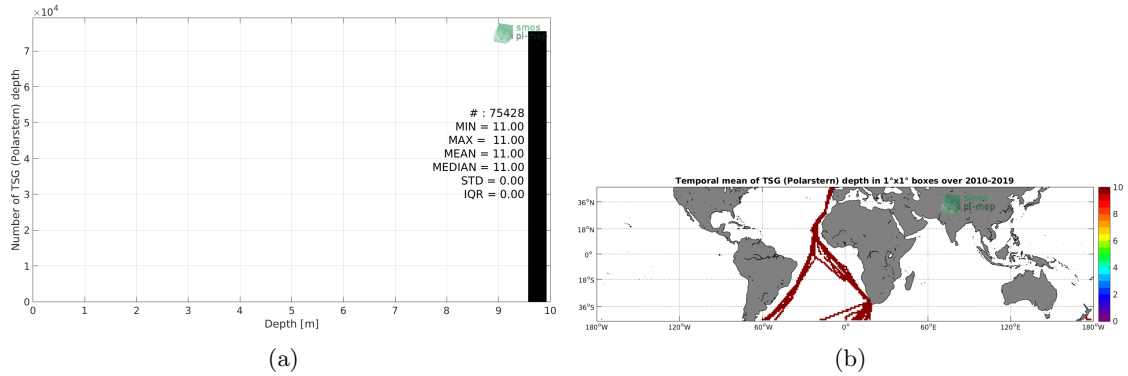 ×10⁴
smos
pi-mep
7
6
5
4
3
2
1
0
Number of TSG (Polarstern) depth
# : 75428
MIN = 11.00
MAX = 11.00
MEAN = 11.00
MEDIAN = 11.00
STD = 0.00
IQR = 0.00
0 1 2 3 4 5 6 7 8 9 10
Depth [m]
(a)
Temporal mean of TSG (Polarstern) depth in 1°x1° boxes over 2010-2019
smos
pi-mep
36°N
18°N
0°
18°S
36°S
180°W 120°W 60°W 0° 60°E 120°E 180°W
10
8
6
4
2
0
(b)